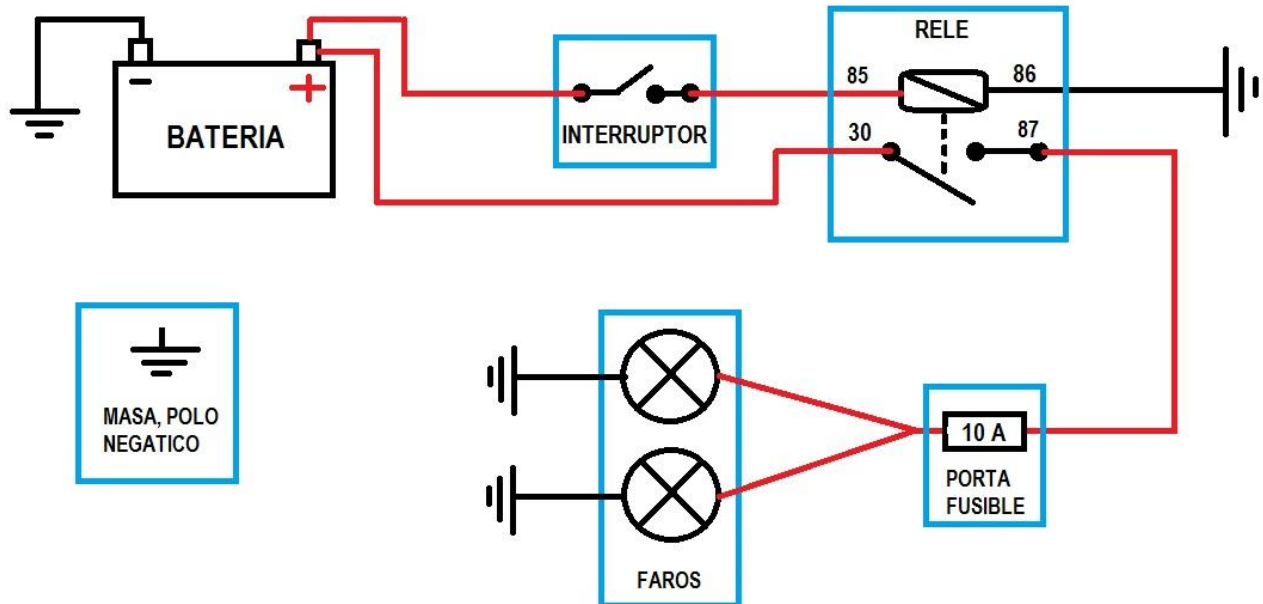 RELE
85
86
-
+
BATERIA
INTERRUPTOR
30
87
MASA, POLO
NEGATICO
10 A
PORTA
FUSIBLE
FAROS